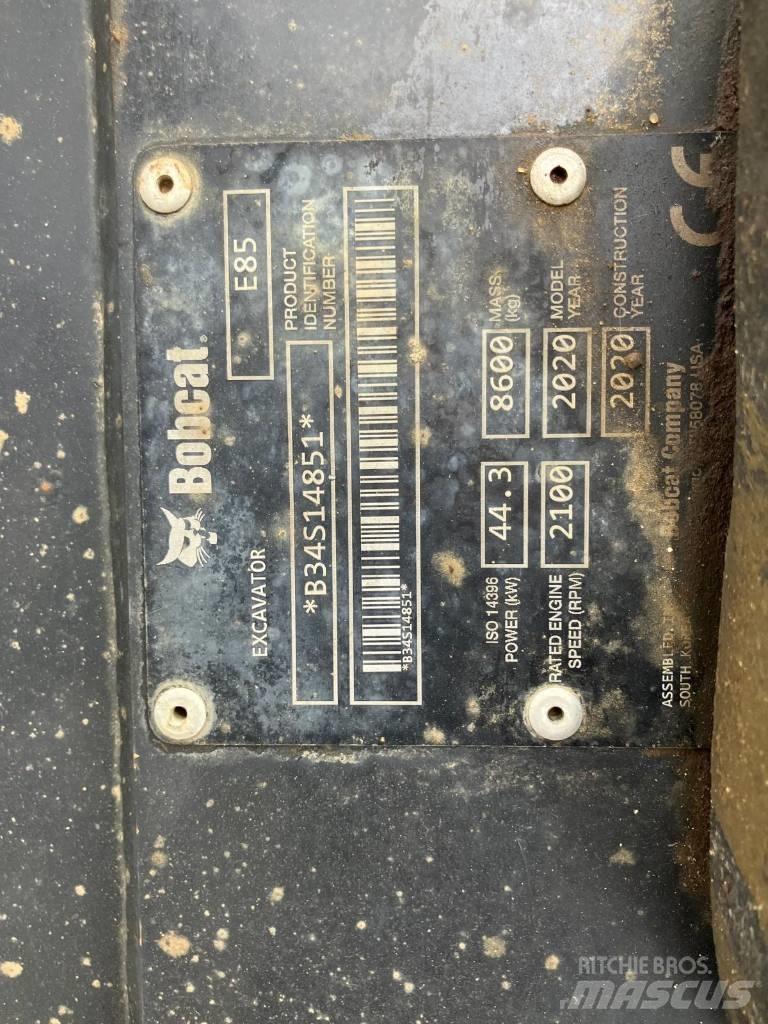 Bobcat.
EXCAVATOR
E85
PRODUCT
IDENTIFICATION
NUMBER
*B34S14851*
*B34S14851*
ISO 14396
POWER (KW)
44.3
8600
MASS
(kg)
RATED ENGINE
SPEED (RPM)
2100
2020
MODEL
YEAR
2020
CONSTRUCTION
YEAR
CE
Bobcat Company
58078 / USA
ASSEMBLED
SOUTH
RITCHIE BROS.
MASCUS